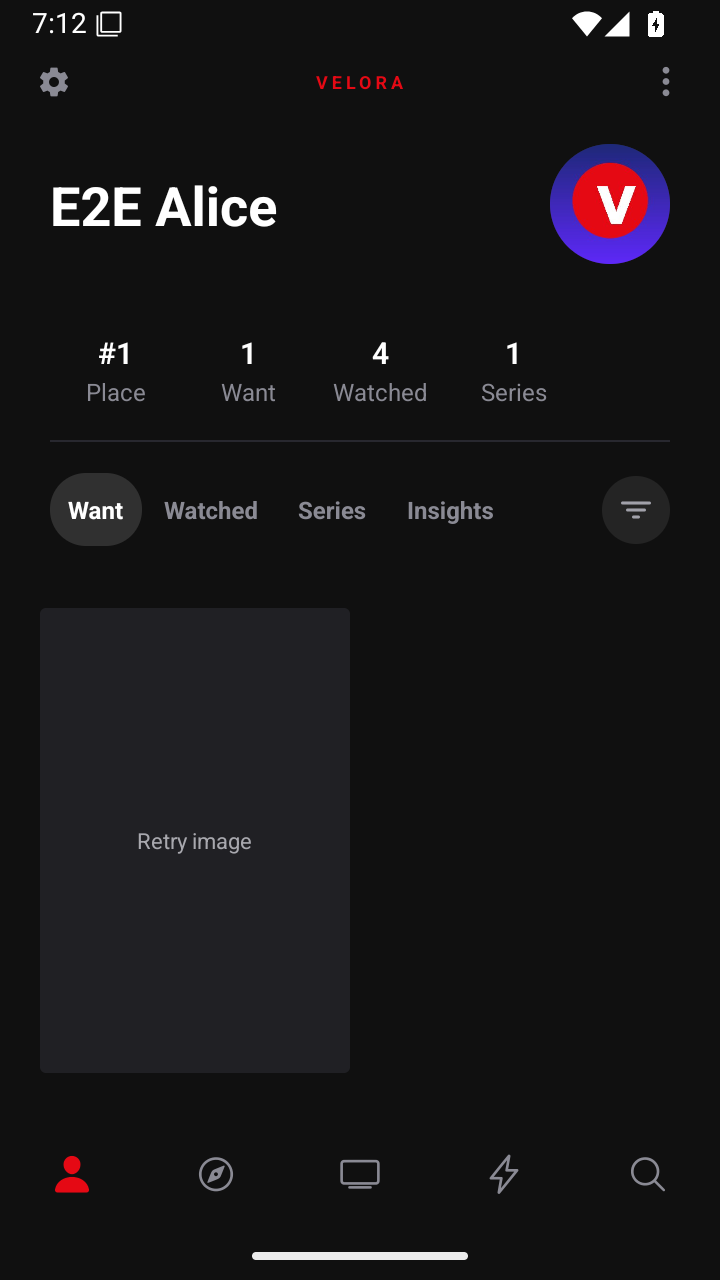 7:12
VELORA
E2E Alice
V
#1 1 4 1
Place Want Watched Series
Want Watched Series Insights
Retry image